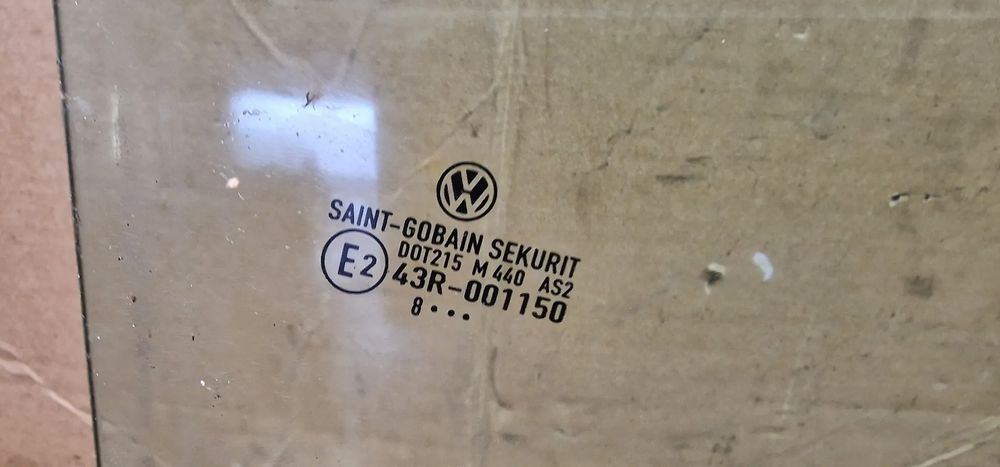 SAINT-GOBAIN SEKURIT
E2
DOT215 M 440 AS2
43R-001150
8...